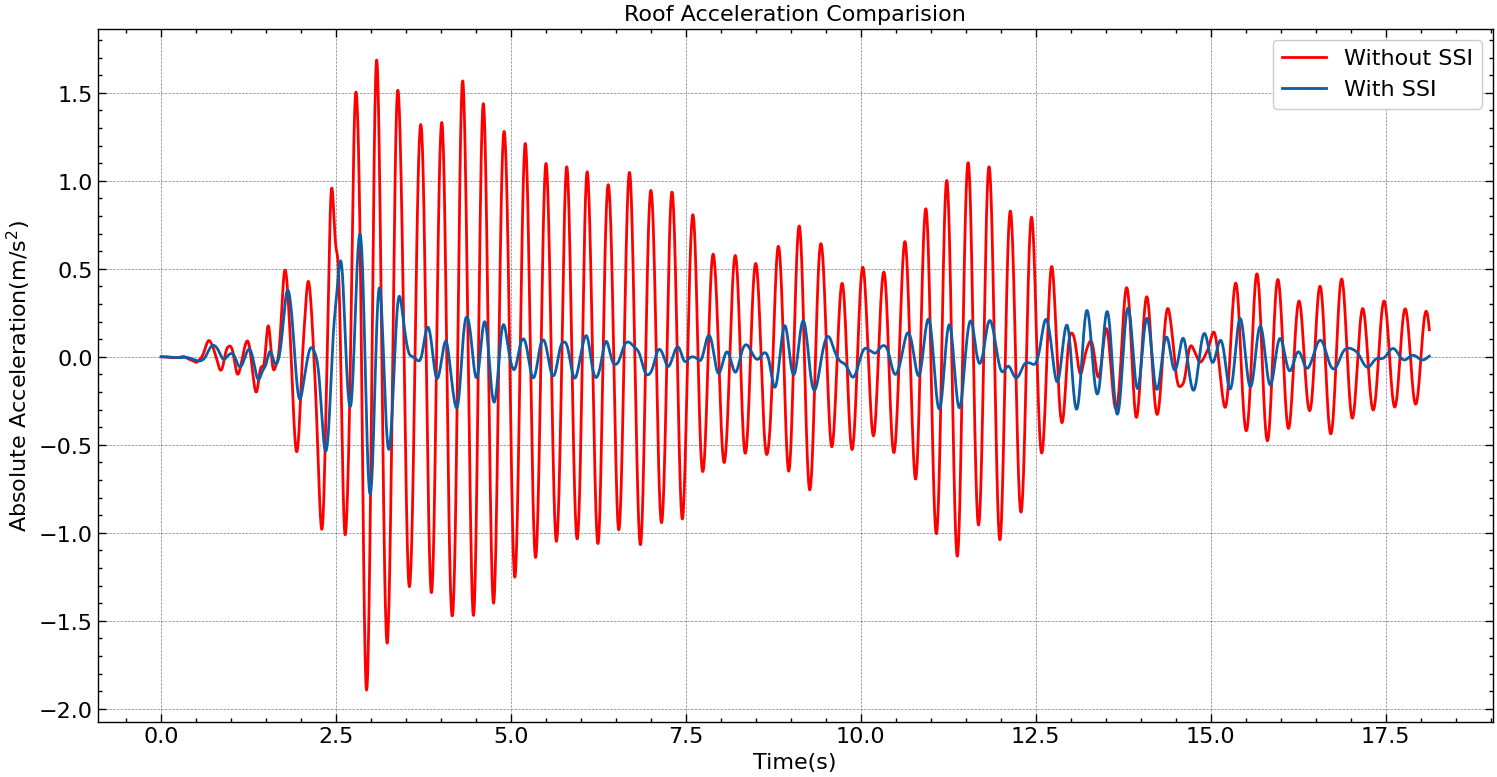 Roof Acceleration Comparision
Without SSI
With SSI
1.5
1.0
0.5
0.0
−0.5
−1.0
−1.5
−2.0
Absolute Acceleration(m/s²)
0.0 2.5 5.0 7.5 10.0 12.5 15.0 17.5
Time(s)